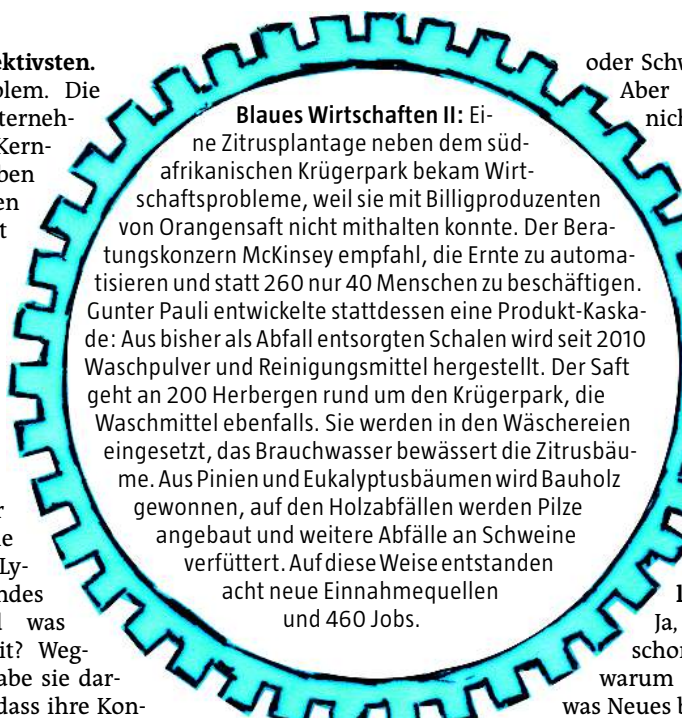 ektivsten.
blem. Die
terneh-
Kern-
ben
en
t
r
e
Ly-
ndes
l was
it? Weg-
abe sie dar-
dass ihre Kon-
Blaues Wirtschaften II: Ei-
ne Zitrusplantage neben dem süd-
afrikanischen Krügerpark bekam Wirt-
schaftsprobleme, weil sie mit Billigproduzenten
von Orangensaft nicht mithalten konnte. Der Bera-
tungskonzern McKinsey empfahl, die Ernte zu automa-
tisieren und statt 260 nur 40 Menschen zu beschäftigen.
Gunter Pauli entwickelte stattdessen eine Produkt-Kaska-
de: Aus bisher als Abfall entsorgten Schalen wird seit 2010
Waschpulver und Reinigungsmittel hergestellt. Der Saft
geht an 200 Herbergen rund um den Krügerpark, die
Waschmittel ebenfalls. Sie werden in den Wäschereien
eingesetzt, das Brauchwasser bewässert die Zitrusbäu-
me. Aus Pinien und Eukalyptusbäumen wird Bauholz
gewonnen, auf den Holzabfällen werden Pilze
angebaut und weitere Abfälle an Schweine
verfüttert. Auf diese Weise entstanden
acht neue Einnahmequellen
und 460 Jobs.
oder Schw
Aber
nich
Ja,
schon
warum
was Neues b